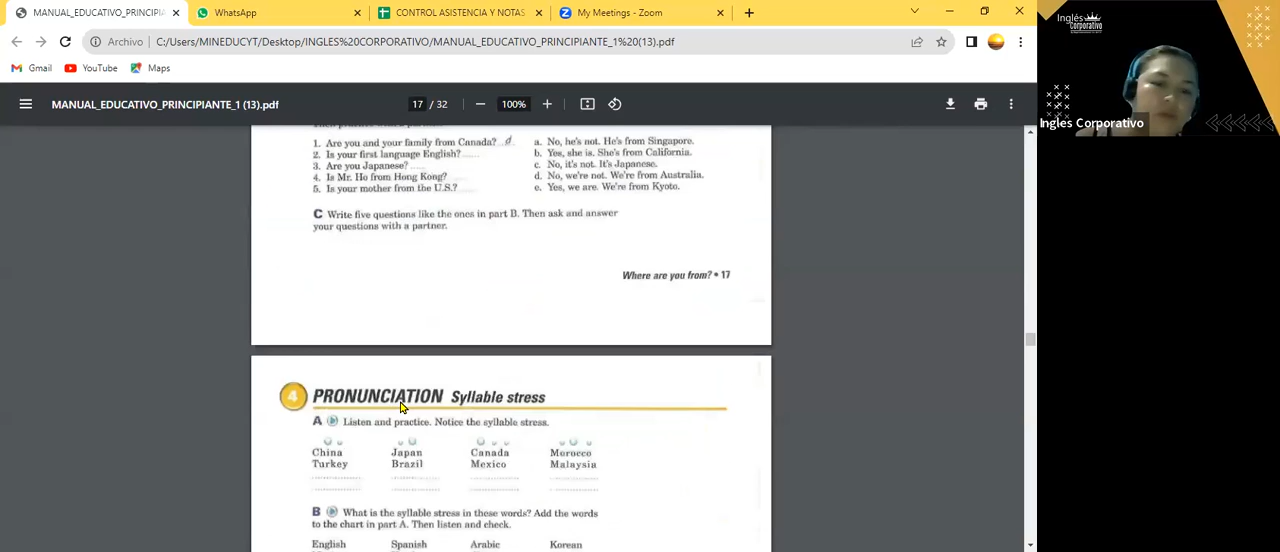 MANUAL_EDUCATIVO_PRINCIPIA
WhatsApp
CONTROL ASISTENCIA Y NOTAS
My Meetings - Zoom
Archivo
C:/Users/MINEDUCYT/Desktop/INGLES%20CORPORATIVO/MANUAL_EDUCATIVO_PRINCIPIANTE_1%20(13).pdf
Gmail
YouTube
Maps
MANUAL_EDUCATIVO_PRINCIPIANTE_1 (13).pdf
17 / 32
100%
1. Are you and your family from Canada? d
2. Is your first language English?
3. Are you Japanese?
4. Is Mr. Ho from Hong Kong?
5. Is your mother from the U.S.?
a. No, he's not. He's from Singapore.
b. Yes, she is. She's from California.
c. No, it's not. It's Japanese.
d. No, we're not. We're from Australia.
e. Yes, we are. We're from Kyoto.
C Write five questions like the ones in part B. Then ask and answer
your questions with a partner.
Where are you from? • 17
4 PRONUNCIATION Syllable stress
A Listen and practice. Notice the syllable stress.
China Japan Canada Morocco
Turkey Brazil Mexico Malaysia
B What is the syllable stress in these words? Add the words
to the chart in part A. Then listen and check.
English Spanish Arabic Korean
Inglés
Corporativo
Ingles Corporativo